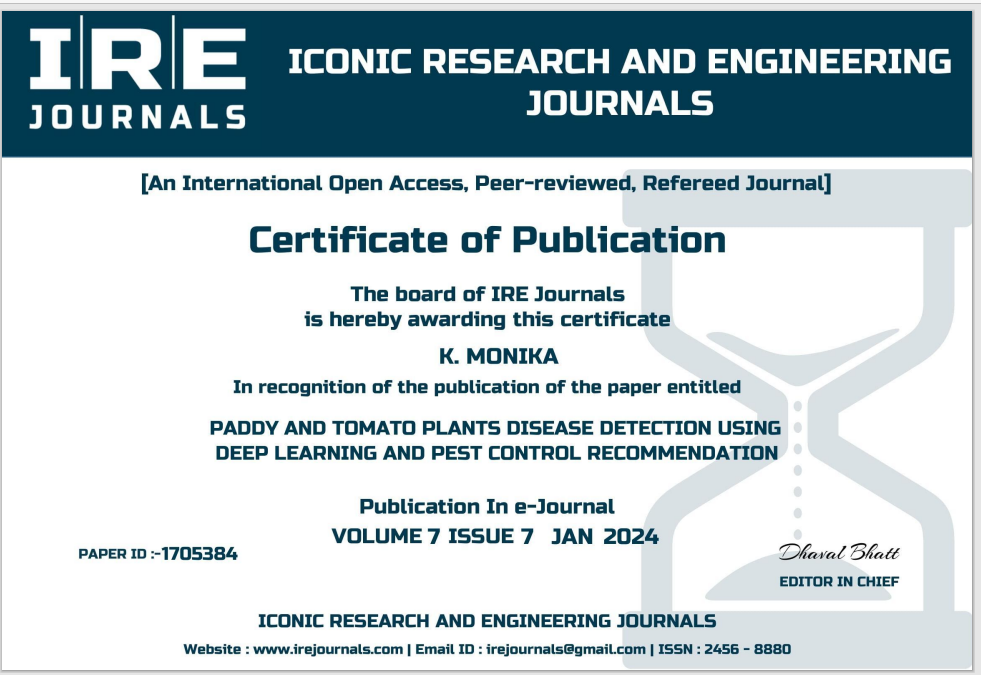 IRE
JOURNALS
ICONIC RESEARCH AND ENGINEERING
JOURNALS
[An International Open Access, Peer-reviewed, Refereed Journal]
Certificate of Publication
The board of IRE Journals
is hereby awarding this certificate
K. MONIKA
In recognition of the publication of the paper entitled
PADDY AND TOMATO PLANTS DISEASE DETECTION USING
DEEP LEARNING AND PEST CONTROL RECOMMENDATION
Publication In e-Journal
VOLUME 7 ISSUE 7 JAN 2024
PAPER ID :-1705384
Dhaval Bhatt
EDITOR IN CHIEF
ICONIC RESEARCH AND ENGINEERING JOURNALS
Website : www.irejournals.com | Email ID : irejournals@gmail.com | ISSN : 2456 - 8880